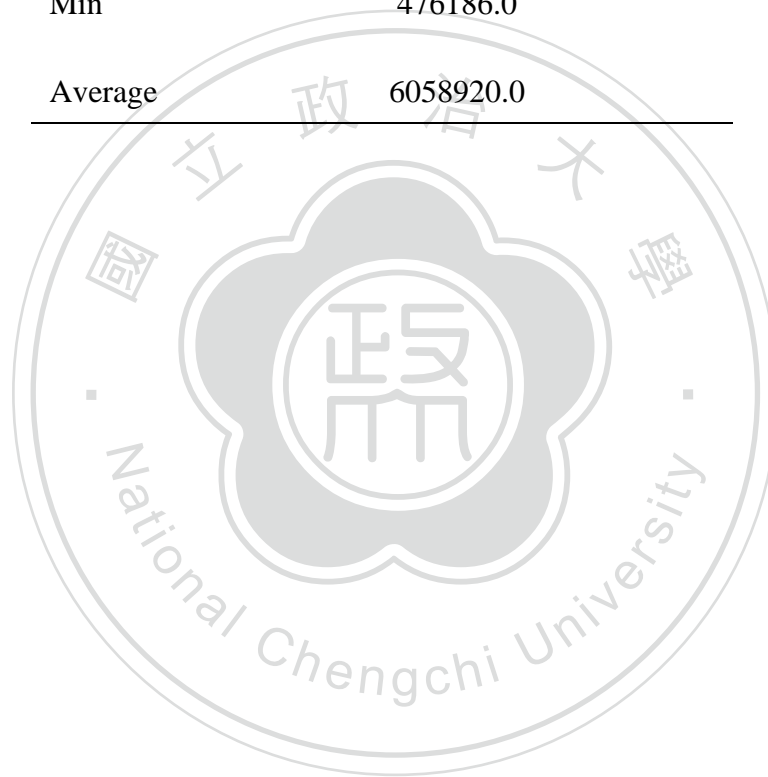 Min 476186.0
Average 6058920.0
國立政治大學
政
National Chengchi University